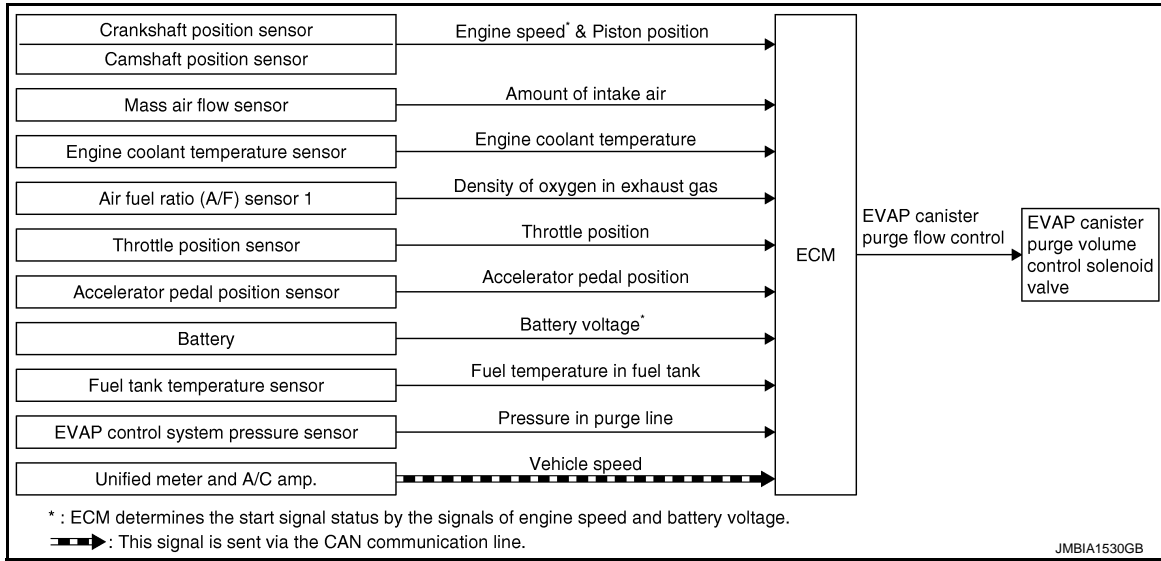 Crankshaft position sensor
Engine speed* & Piston position
Camshaft position sensor
Mass air flow sensor
Amount of intake air
Engine coolant temperature sensor
Engine coolant temperature
Air fuel ratio (A/F) sensor 1
Density of oxygen in exhaust gas
Throttle position sensor
Throttle position
Accelerator pedal position sensor
Accelerator pedal position
Battery
Battery voltage*
Fuel tank temperature sensor
Fuel temperature in fuel tank
EVAP control system pressure sensor
Pressure in purge line
Unified meter and A/C amp.
Vehicle speed
ECM
EVAP canister
purge flow control
EVAP canister
purge volume
control solenoid
valve
* : ECM determines the start signal status by the signals of engine speed and battery voltage.
: This signal is sent via the CAN communication line.
JMBIA1530GB